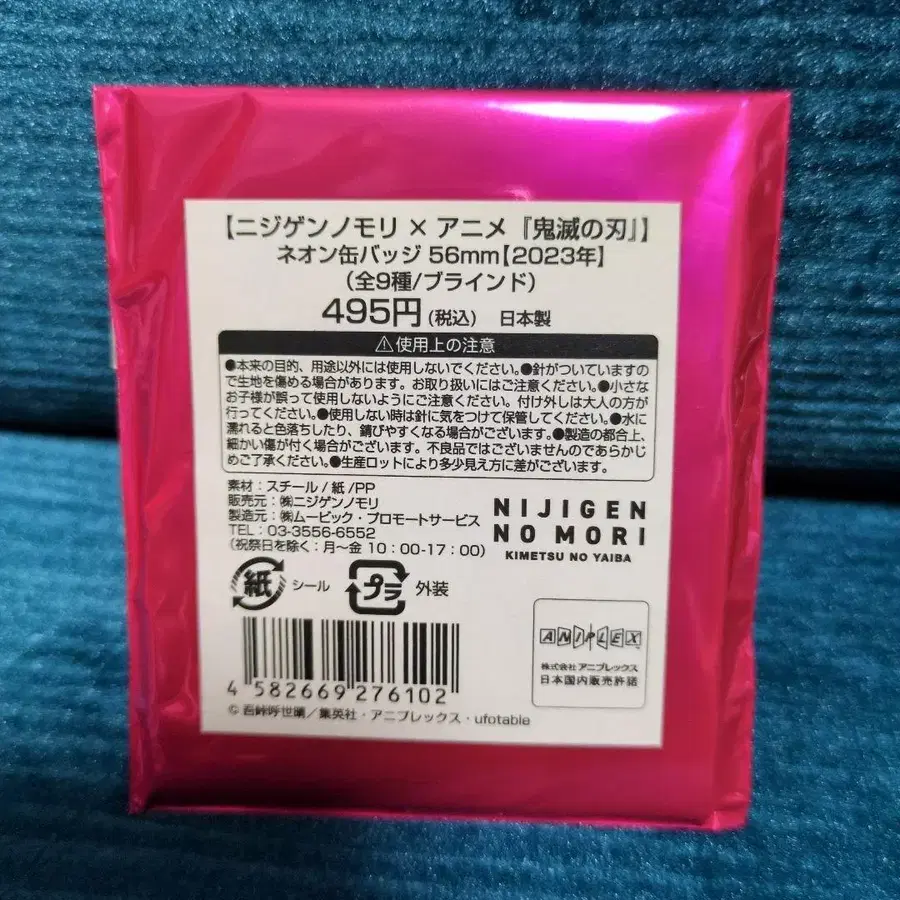 【ニジゲンノモリ × アニメ『鬼滅の刃』】
ネオン缶バッジ 56mm【2023年】
（全9種/ブラインド）
495円(税込) 日本製
⚠使用上の注意
●本来の目的、用途以外には使用しないでください。●針がついていますの
で生地を傷める場合があります。お取り扱いにはご注意ください。●小さな
お子様が誤って使用しないようにご注意ください。付け外しは大人の方が
行ってください。●使用しない時は針に気をつけて保管してください。●水に
濡れると色落ちしたり、錆びやすくなる場合がございます。●製造の都合上、
細かい傷が付く場合がございます。不良品ではございませんのであらかじ
めご了承ください。●生産ロットにより多少見え方に差がございます。
素材：スチール/紙/PP
販売元：㈱ニジゲンノモリ
製造元：㈱ムービック・プロモートサービス
TEL：03-3556-6552
（祝祭日を除く：月～金 10：00-17：00）
NIJIGEN
NO MORI
KIMETSU NO YAIBA
紙 シール プラ 外装
ANIPLEX
株式会社アニプレックス
日本国内販売許諾
4 582669 276102
© 吾峠呼世晴／集英社・アニプレックス・ufotable